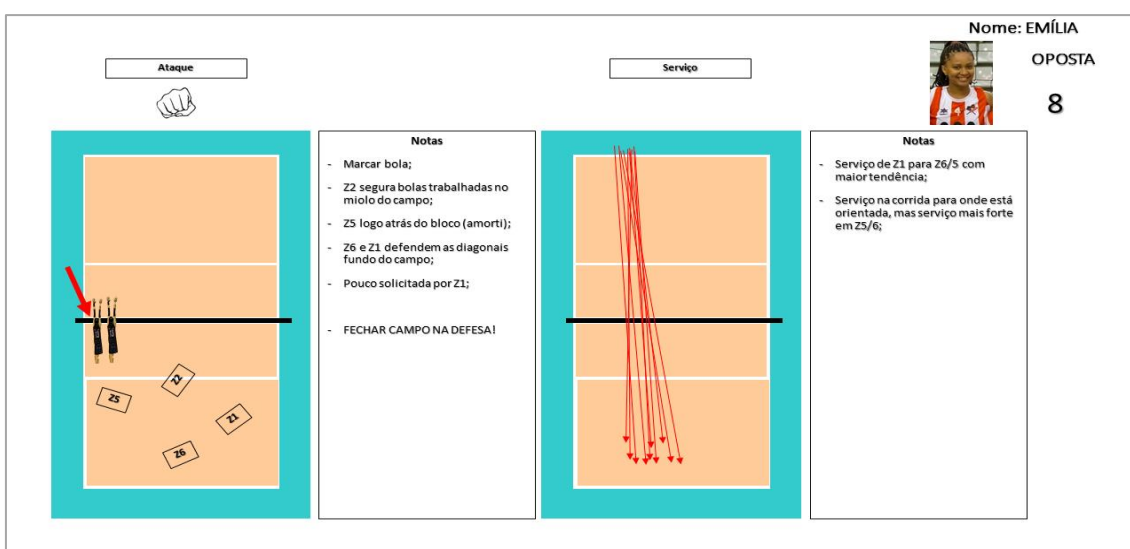 Nome: EMÍLIA
OPOSTA
8
Ataque
Serviço
Notas
- Marcar bola;
- Z2 segura bolas trabalhadas no
miolo do campo;
- Z5 logo atrás do bloco (amorti);
- Z6 e Z1 defendem as diagonais
fundo do campo;
- Pouco solicitada por Z1;
- FECHAR CAMPO NA DEFESA!
Z2
Z5
Z1
Z6
Notas
- Serviço de Z1 para Z6/5 com
maior tendência;
- Serviço na corrida para onde está
orientada, mas serviço mais forte
em Z5/6;